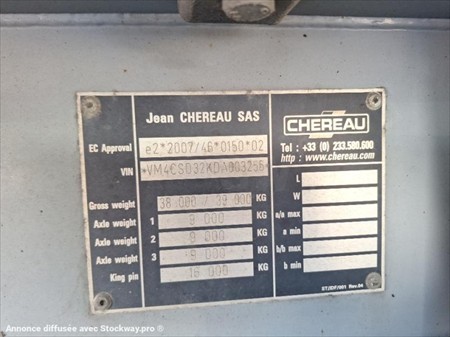 Jean CHEREAU SAS
EC Approval e2*2007/46*0150*02
VIN
Gross weight 38 000 / 39 000 KG
Axle weight 1 9 000 KG
Axle weight 2 9 000 KG
Axle weight 3 9 000 KG
King pin 16 000 KG
CHEREAU
Tel : +33 (0) 233.580.600
http : www.chereau.com
L
W
a/a max
a min
b/b max
b min
Annonce diffusée avec Stockway.pro ®